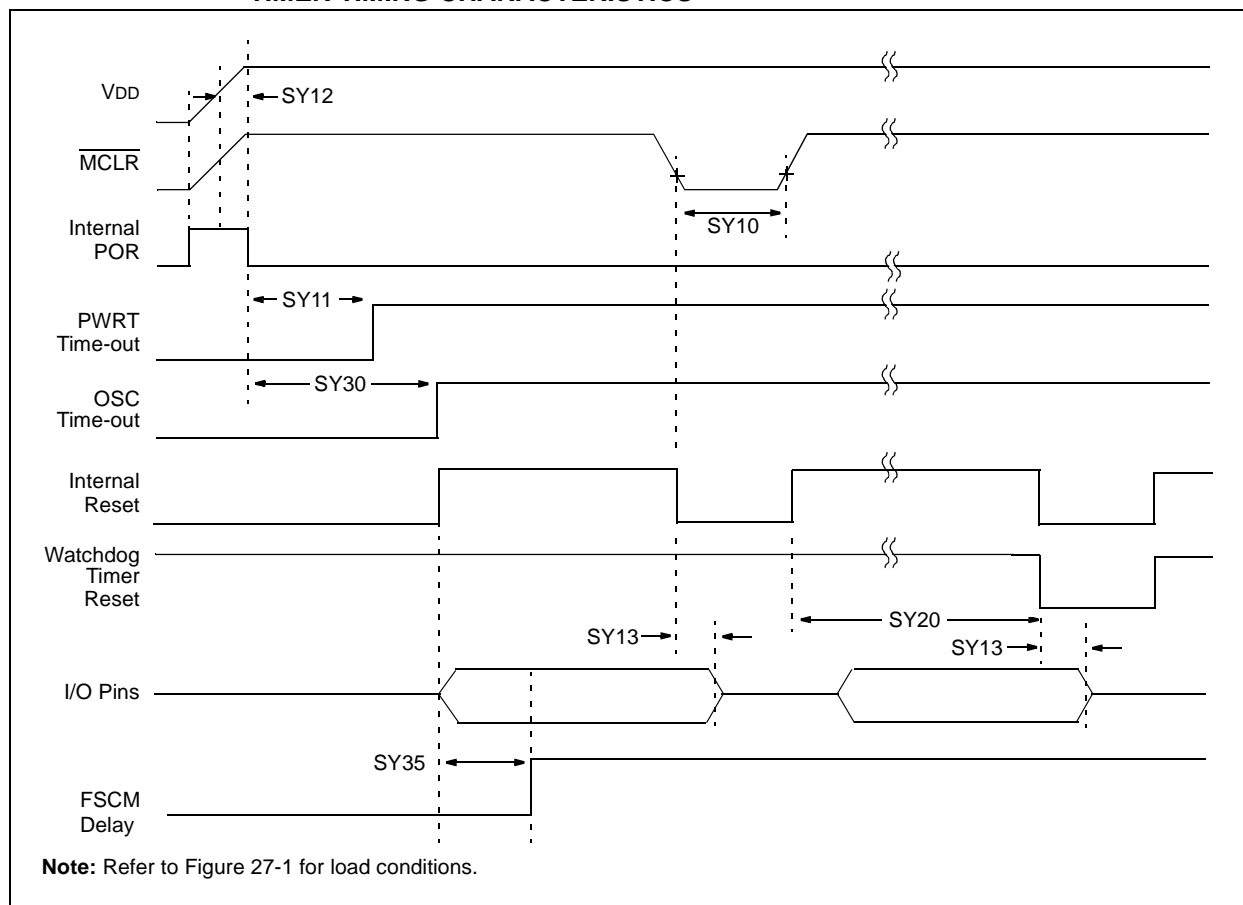 TIMER TIMING CHARACTERISTICS
VDD
SY12
MCLR
SY10
Internal
POR
SY11
PWRT
Time-out
SY30
OSC
Time-out
Internal
Reset
Watchdog
Timer
Reset
SY20
SY13
SY13
I/O Pins
SY35
FSCM
Delay
Note: Refer to Figure 27-1 for load conditions.